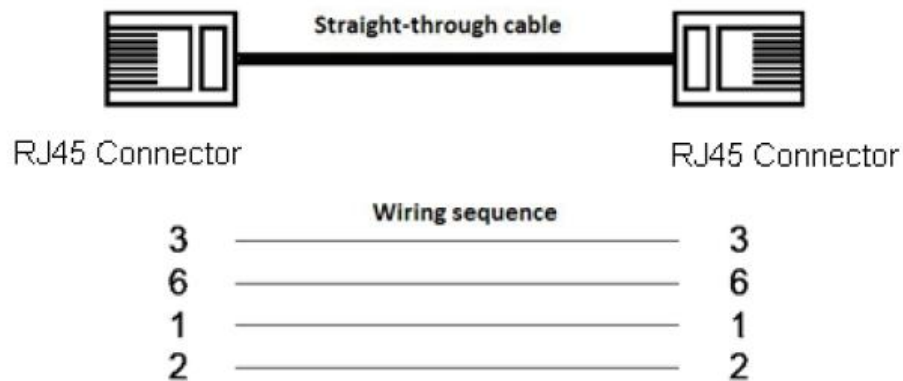 Straight-through cable
RJ45 Connector RJ45 Connector
Wiring sequence
3 3
6 6
1 1
2 2